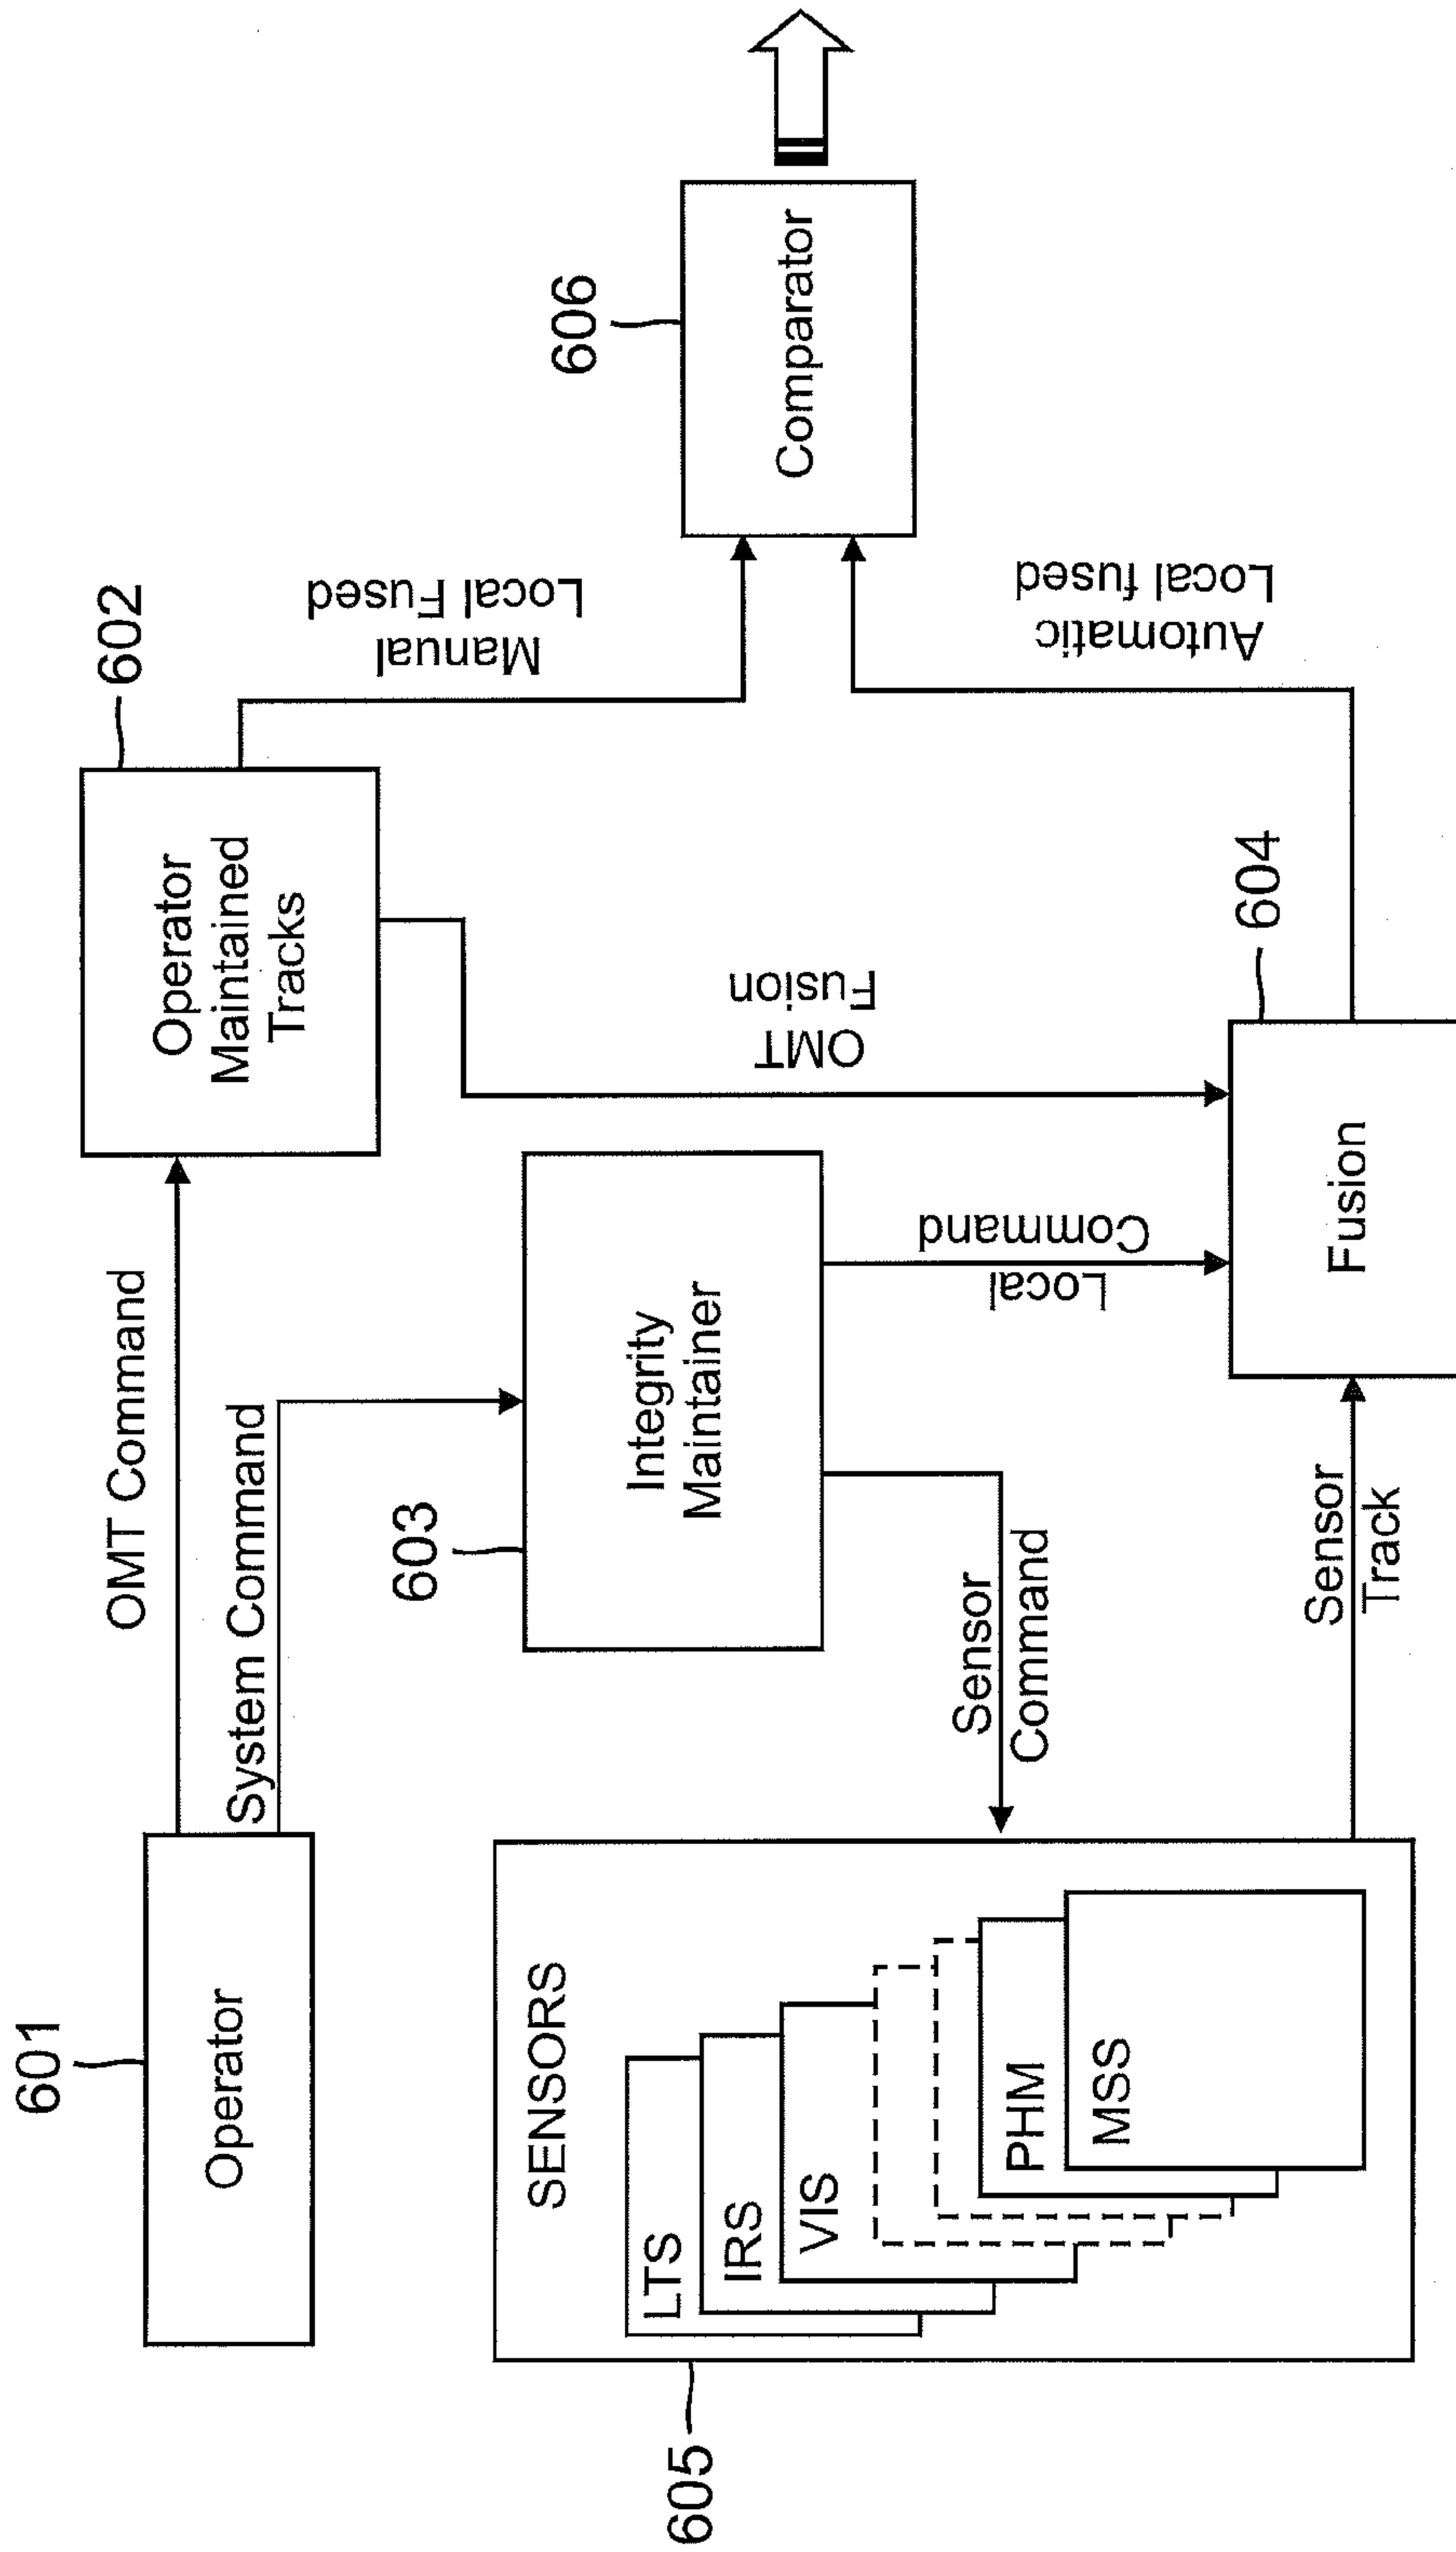 601
Operator
OMT Command
System Command
602
Operator
Maintained
Tracks
Manual
Local Fused
603
Integrity
Maintainer
OMT
Fusion
606
Comparator
605
SENSORS
LTS
IRS
VIS
PHM
MSS
Sensor
Command
Local
Command
Sensor
Track
604
Fusion
Automatic
Local fused